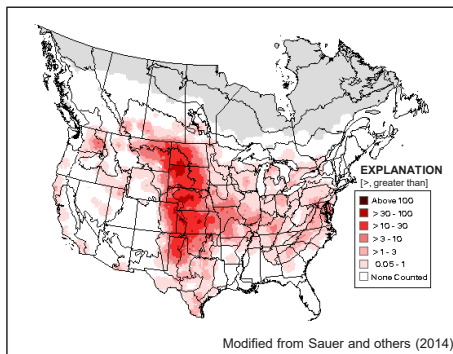 EXPLANATION
[>, greater than]
Above 100
> 30 - 100
> 10 - 30
> 3 - 10
> 1 - 3
0.05 - 1
None Counted
Modified from Sauer and others (2014)